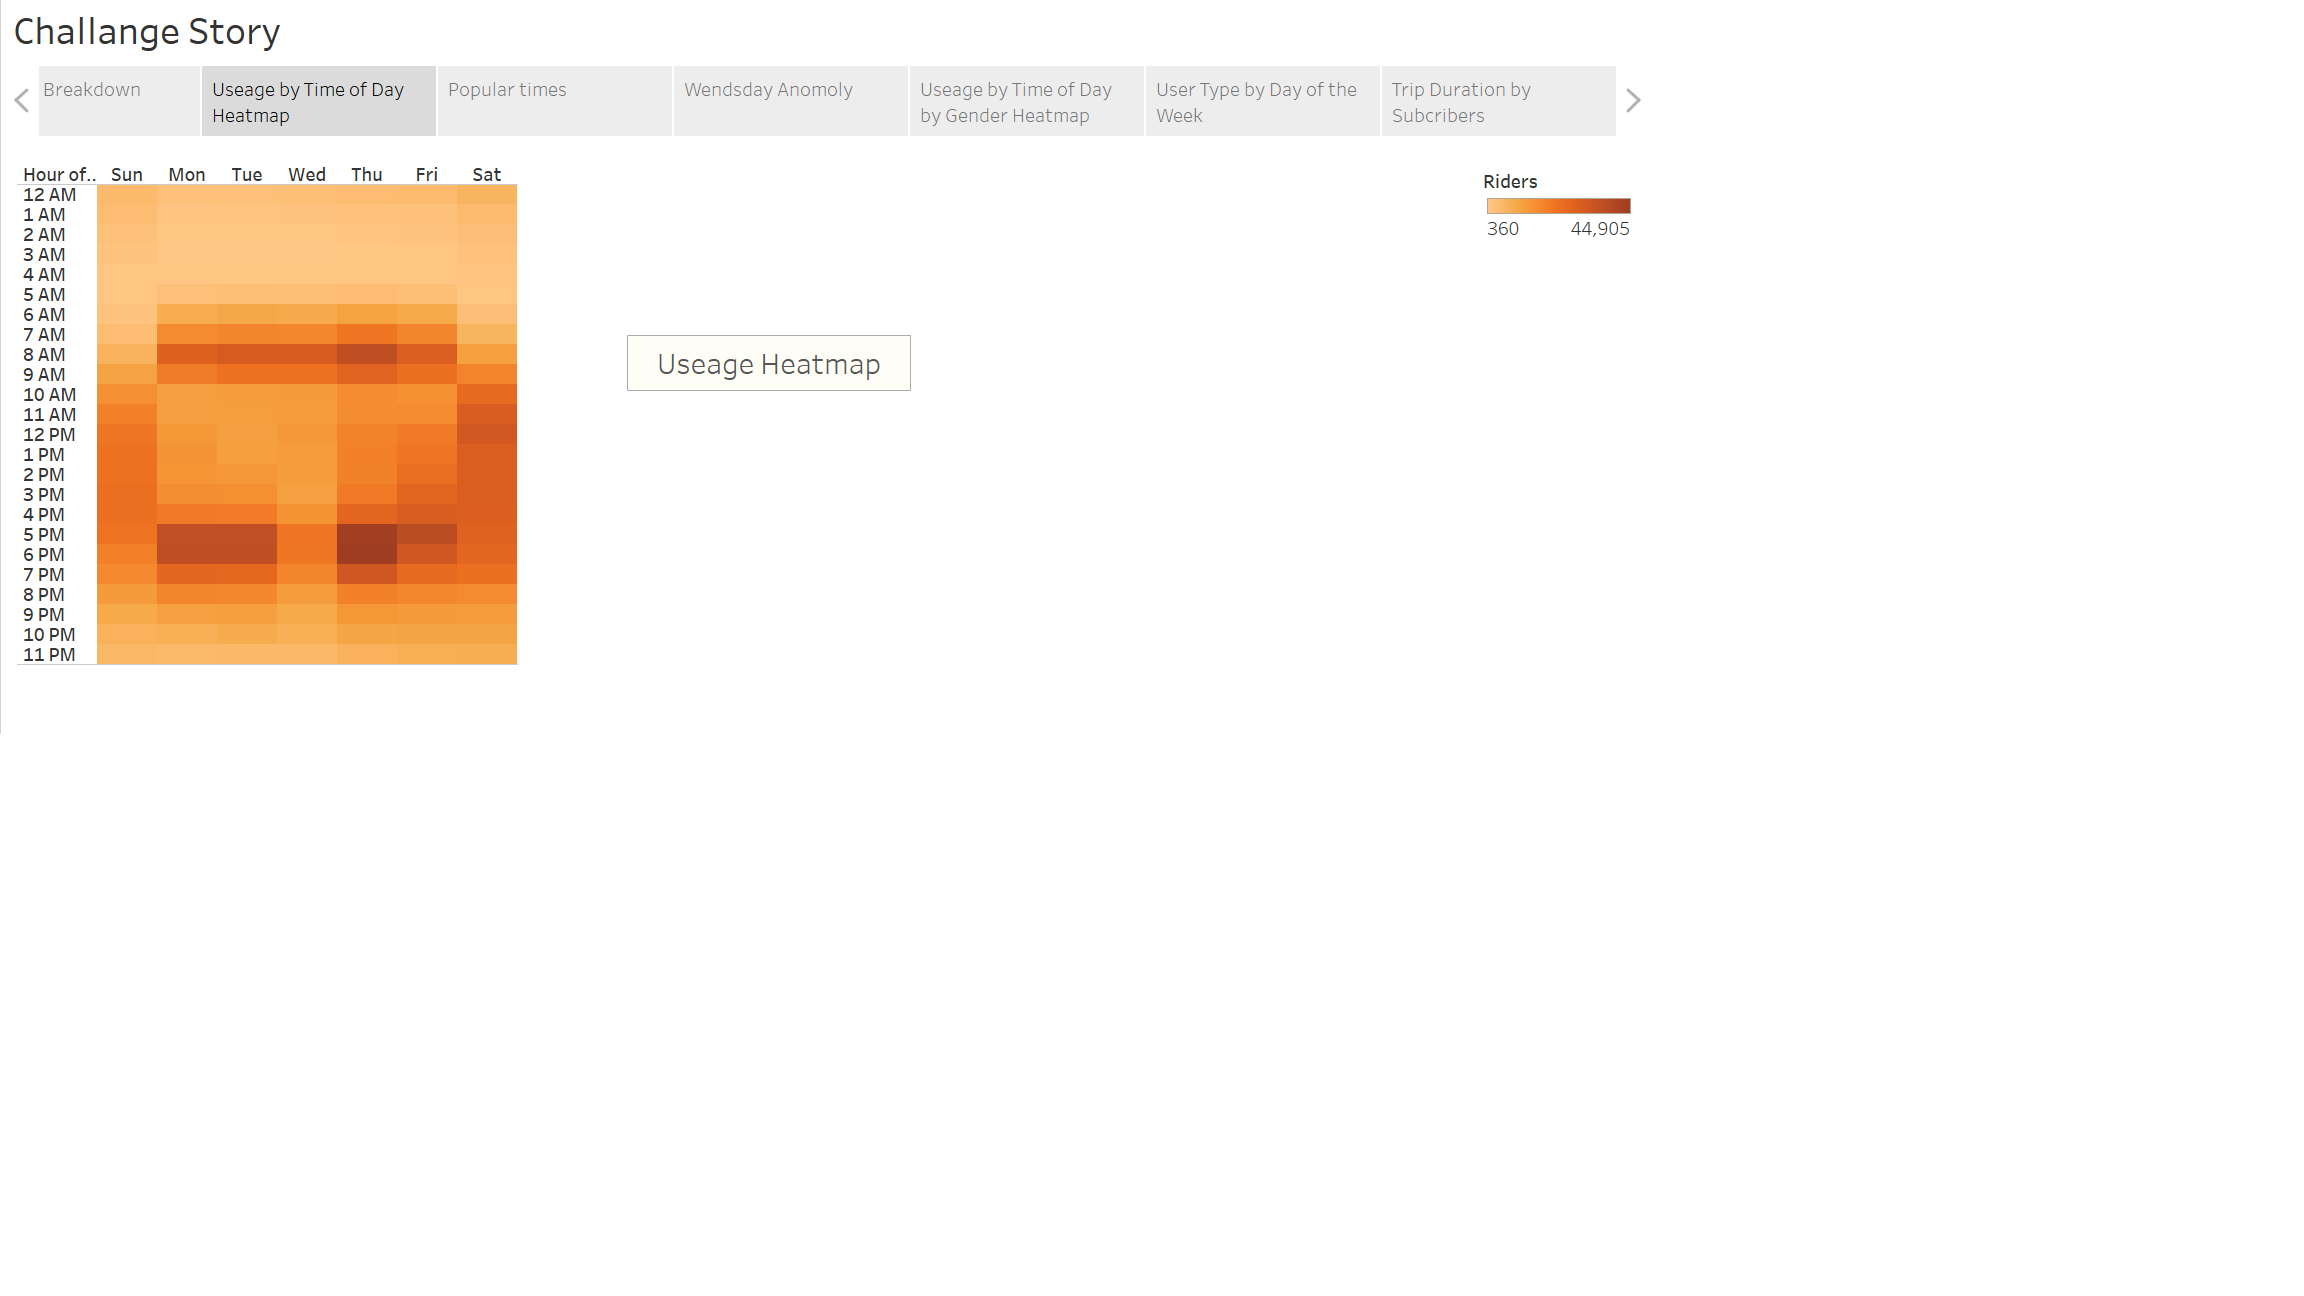 Challange Story
Breakdown
Useage by Time of Day
Heatmap
Popular times
Wendsday Anomoly
Useage by Time of Day
by Gender Heatmap
User Type by Day of the
Week
Trip Duration by
Subcribers
Hour of.. Sun Mon Tue Wed Thu Fri Sat
12 AM
1 AM
2 AM
3 AM
4 AM
5 AM
6 AM
7 AM
8 AM
9 AM
10 AM
11 AM
12 PM
1 PM
2 PM
3 PM
4 PM
5 PM
6 PM
7 PM
8 PM
9 PM
10 PM
11 PM
Useage Heatmap
Riders
360 44,905